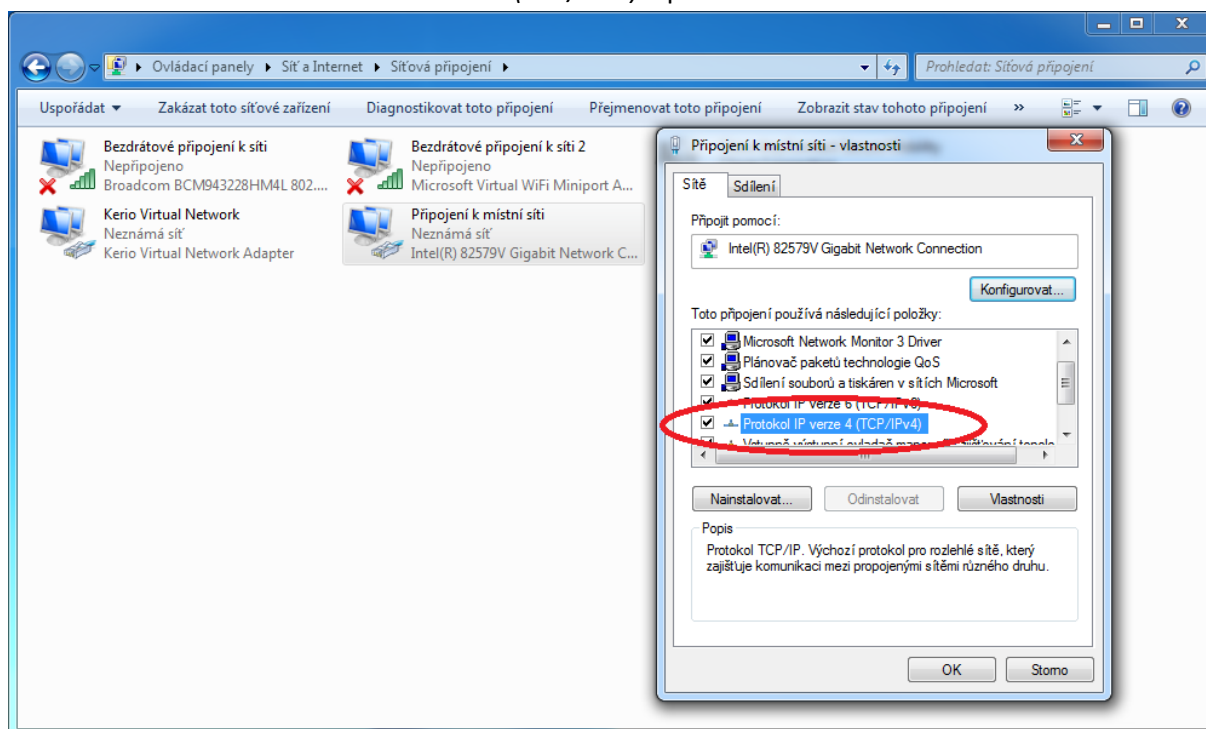 Ovládací panely Síť a Internet Síťová připojení
Prohledat: Síťová připojení
Uspořádat Zakázat toto síťové zařízení Diagnostikovat toto připojení Přejmenovat toto připojení Zobrazit stav tohoto připojení »
Bezdrátové připojení k síti
Nepřipojeno
Broadcom BCM943228HM4L 802....
Bezdrátové připojení k síti 2
Nepřipojeno
Microsoft Virtual WiFi Miniport A...
Kerio Virtual Network
Neznámá síť
Kerio Virtual Network Adapter
Připojení k místní síti
Neznámá síť
Intel(R) 82579V Gigabit Network C...
Připojení k místní síti - vlastnosti
Sítě Sdílení
Připojit pomocí:
Intel(R) 82579V Gigabit Network Connection
Konfigurovat...
Toto připojení používá následující položky:
Microsoft Network Monitor 3 Driver
Plánovač paketů technologie QoS
Sdílení souborů a tiskáren v sítích Microsoft
Protokol IP verze 6 (TCP/IPv6)
Protokol IP verze 4 (TCP/IPv4)
Nainstalovat... Odinstalovat Vlastnosti
Popis
Protokol TCP/IP. Výchozí protokol pro rozlehlé sítě, který
zajišťuje komunikaci mezi propojenými sítěmi různého druhu.
OK Storno